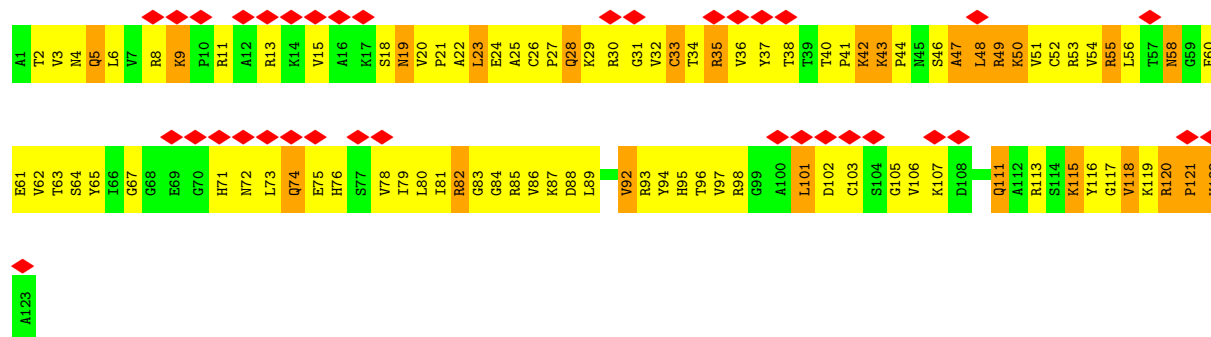 A1 T2 V3 N4 Q5 L6 V7 R8 K9 P10 R11 A12 R13 K14 V15 A16 K17 S18 N19 V20 P21 A22 L23 E24 A25 C26 P27 Q28 K29 R30 G31 V32 C33 T34 R35 V36 Y37 T38 T39 T40 P41 K42 K43 P44 N45 S46 A47 L48 R49 K50 V51 C52 R53 V54 R55 L56 T57 N58 G59
E61 V62 T63 S64 Y65 I66 G67 G68 E69 G70 H71 N72 L73 Q74 E75 H76 S77 V78 I79 L80 I81 R82 G83 G84 R85 V86 K87 D88 L89 V92 R93 Y94 H95 T96 V97 R98 G99 A100 L101 D102 C103 S104 G105 V106 K107 D108 Q111 A112 R113 S114 K115 Y116 G117 V118 K119 R120 P121
A123